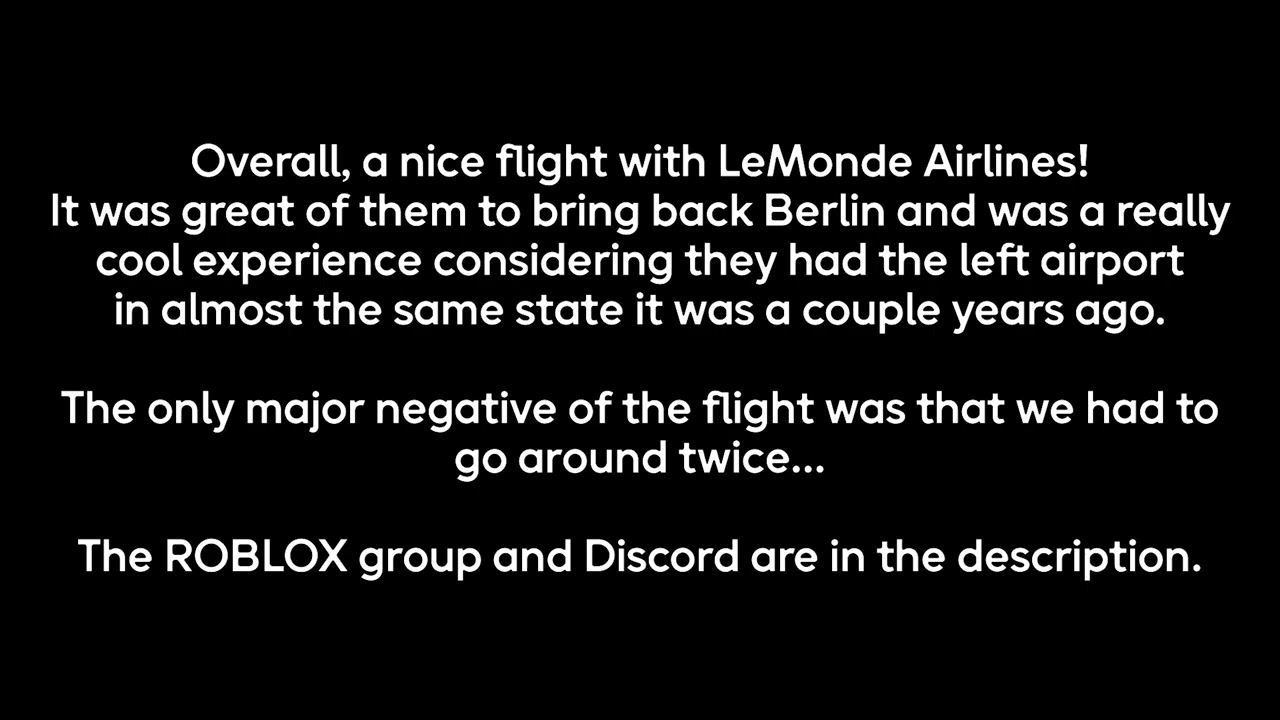 Overall, a nice flight with LeMonde Airlines!
It was great of them to bring back Berlin and was a really
cool experience considering they had the left airport
in almost the same state it was a couple years ago.
The only major negative of the flight was that we had to
go around twice...
The ROBLOX group and Discord are in the description.